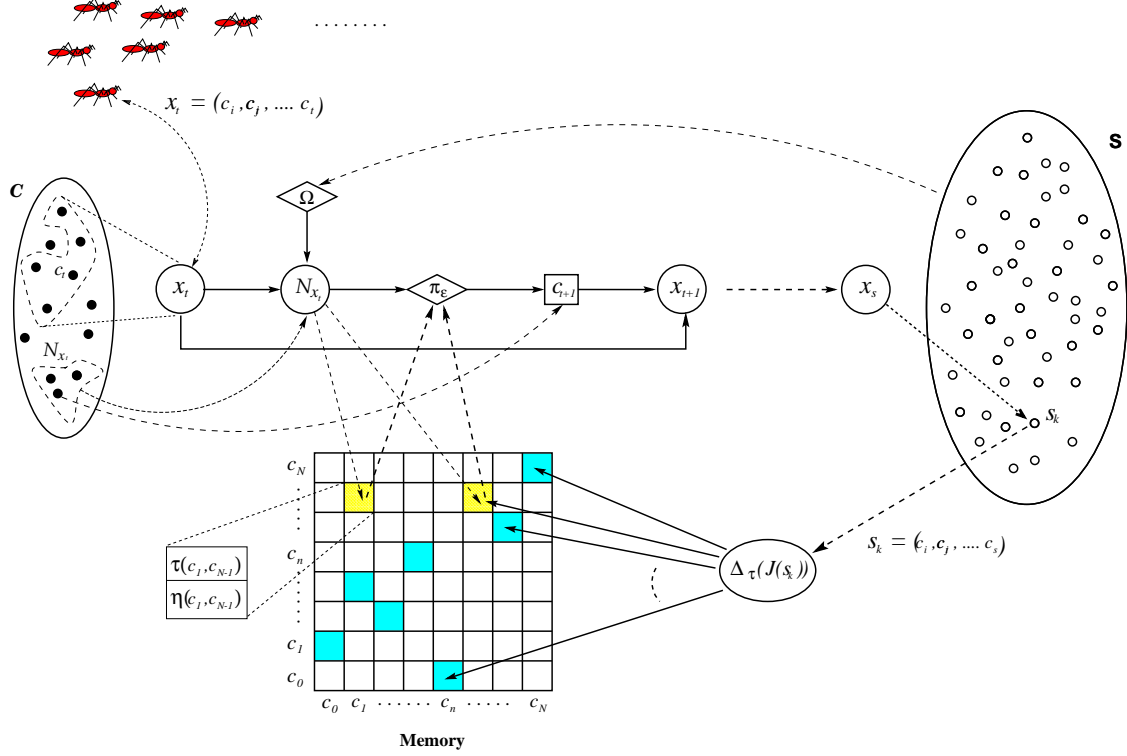 . . . . . . . .
x_t = (c_i, c_j, .... c_t)
S
C
Ω
c_t
x_t
N_{x_t}
π_ε
c_{t+1}
x_{t+1}
x_s
N_{x_t}
s_k
c_N
s_k = (c_i, c_j, .... c_s)
c_n
τ(c_1, c_{N-1})
η(c_1, c_{N-1})
Δ_τ(J(s_k))
c_1
c_0
c_0 c_1 . . . . . . c_n . . . . . c_N
Memory